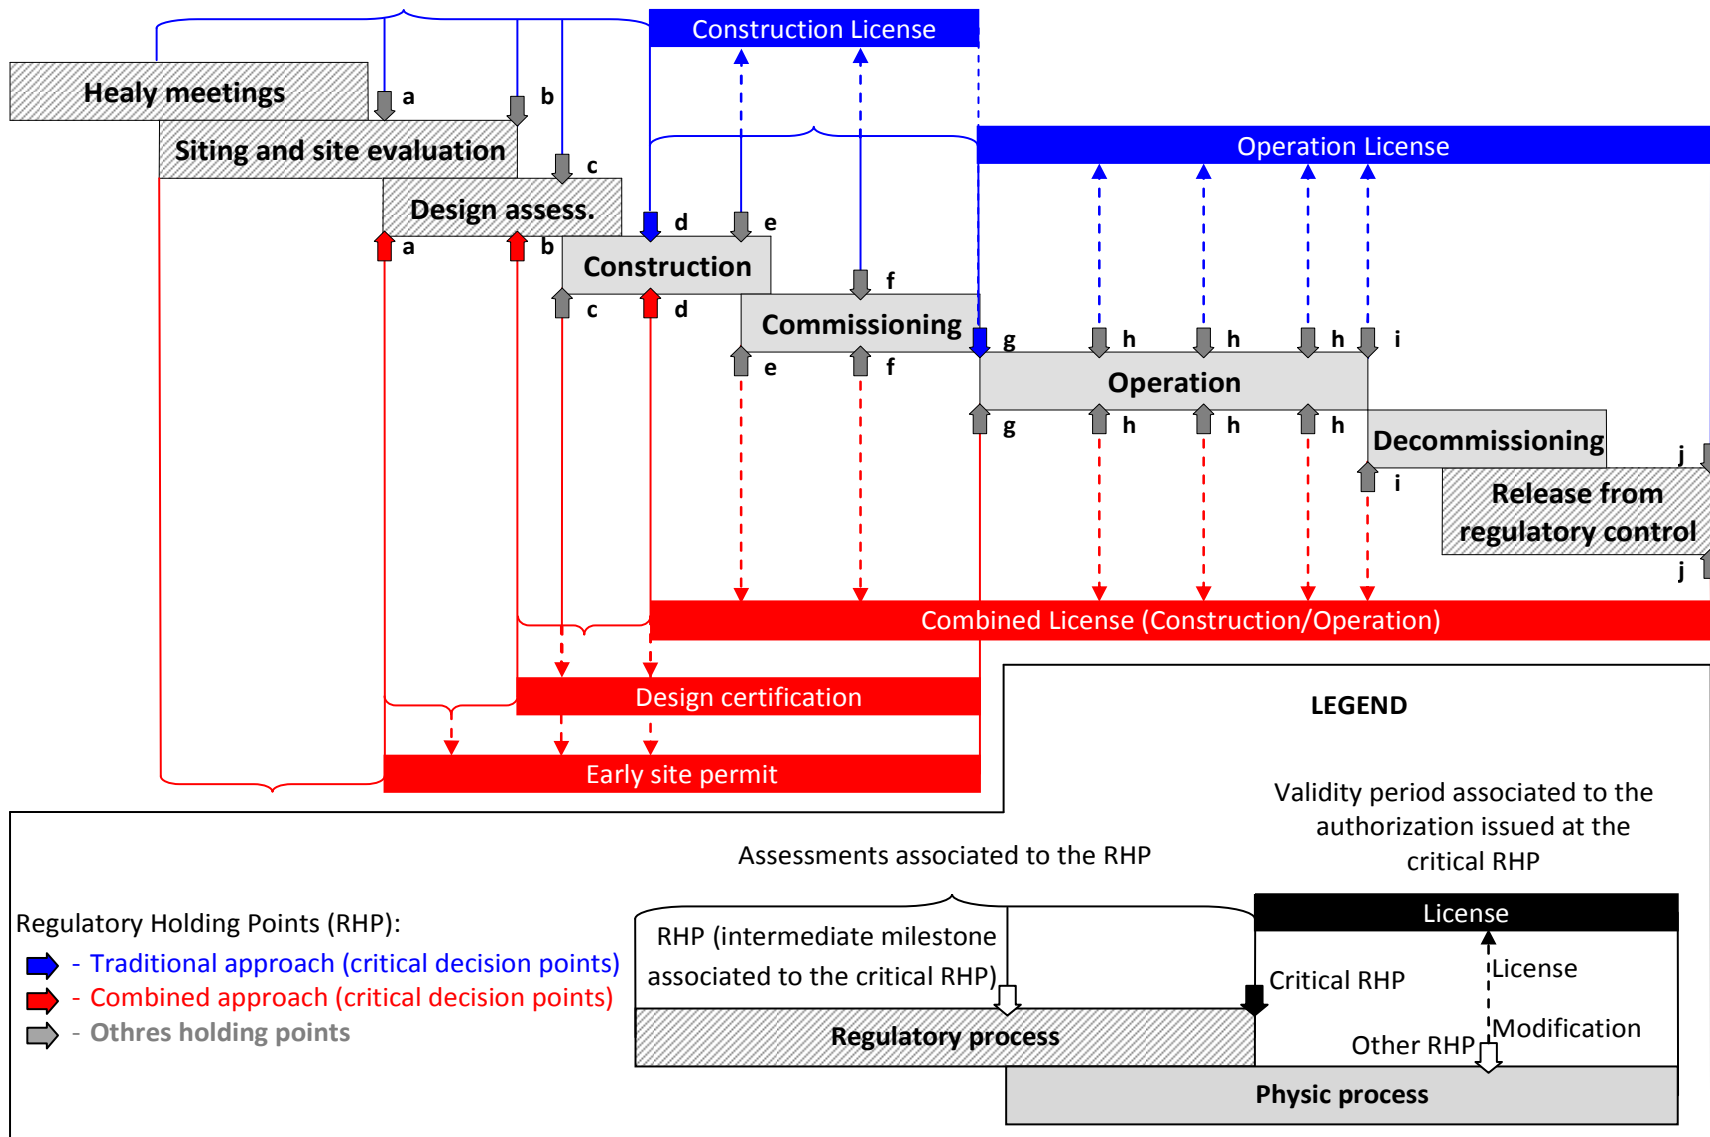 Construction License
Healy meetings
a
b
Siting and site evaluation
Operation License
c
Design assess.
d
e
a
b
Construction
f
c
d
Commissioning
g
h
h
h
i
e
f
Operation
g
h
h
h
Decommissioning
j
i
Release from
regulatory control
j
Combined License (Construction/Operation)
Design certification
Early site permit
LEGEND
Validity period associated to the
authorization issued at the
critical RHP
Assessments associated to the RHP
License
Regulatory Holding Points (RHP):
- Traditional approach (critical decision points)
- Combined approach (critical decision points)
- Othres holding points
RHP (intermediate milestone
associated to the critical RHP)
Critical RHP
License
Modification
Other RHP
Regulatory process
Physic process